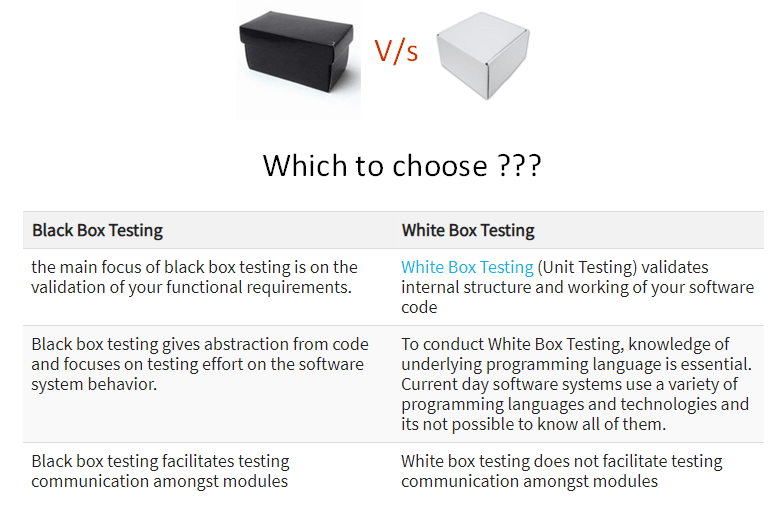 V/s
Which to choose ???
Black Box Testing
White Box Testing
the main focus of black box testing is on the
validation of your functional requirements.
White Box Testing (Unit Testing) validates
internal structure and working of your software
code
Black box testing gives abstraction from code
and focuses on testing effort on the software
system behavior.
To conduct White Box Testing, knowledge of
underlying programming language is essential.
Current day software systems use a variety of
programming languages and technologies and
its not possible to know all of them.
Black box testing facilitates testing
communication amongst modules
White box testing does not facilitate testing
communication amongst modules